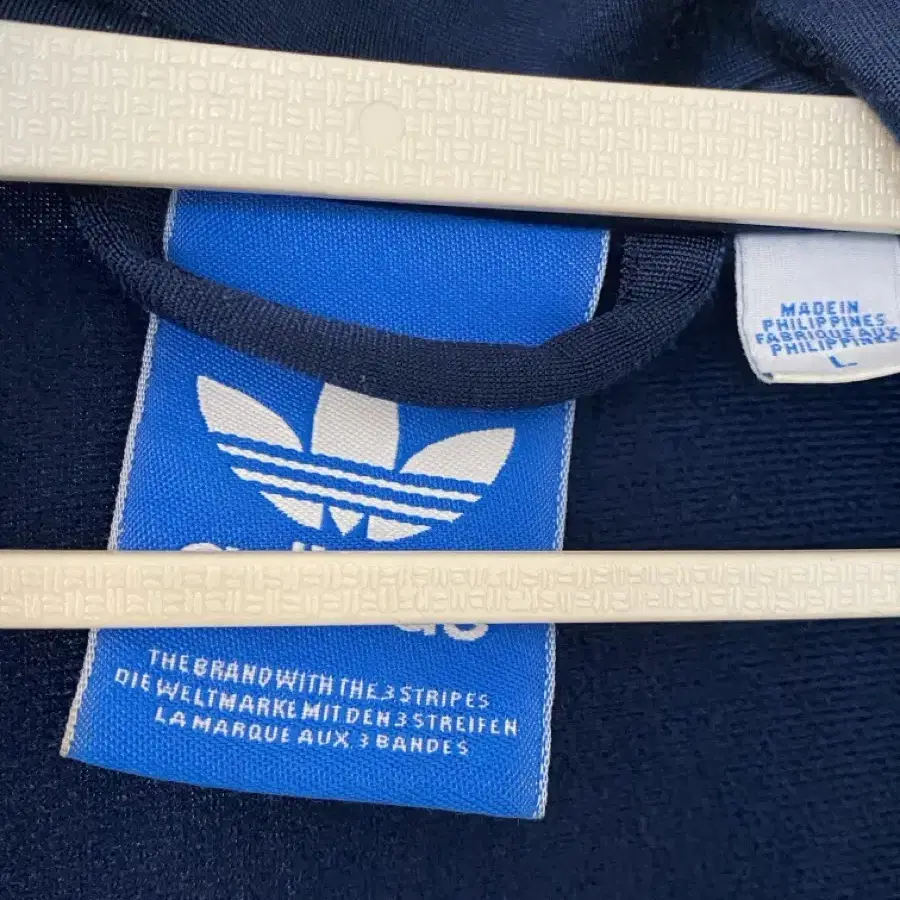 MADE IN
PHILIPPINES
FABRIQUE AUX
PHILIPPINES
L
THE BRAND WITH THE 3 STRIPES
DIE WELTMARKE MIT DEN 3 STREIFEN
LA MARQUE AUX 3 BANDES